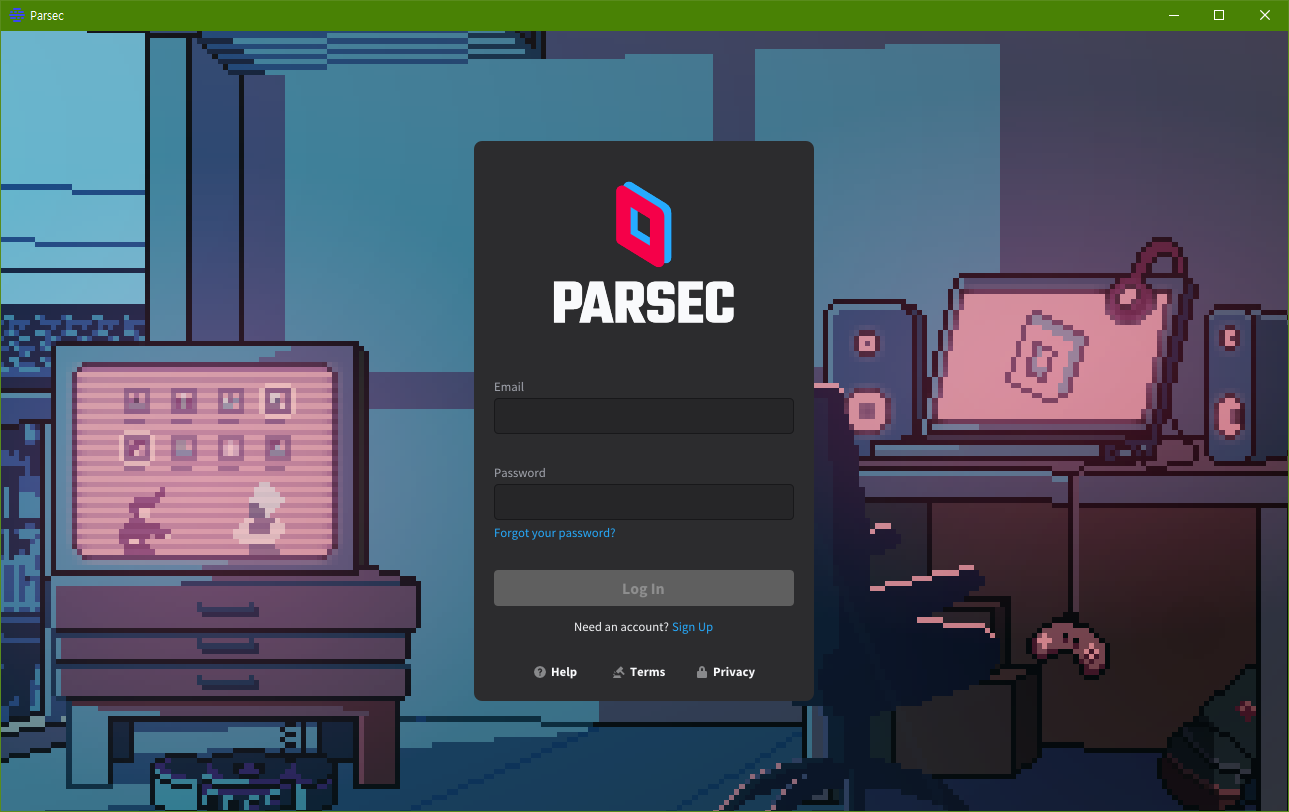 Parsec
PARSEC
Email
Password
Forgot your password?
Log In
Need an account? Sign Up
Help Terms Privacy